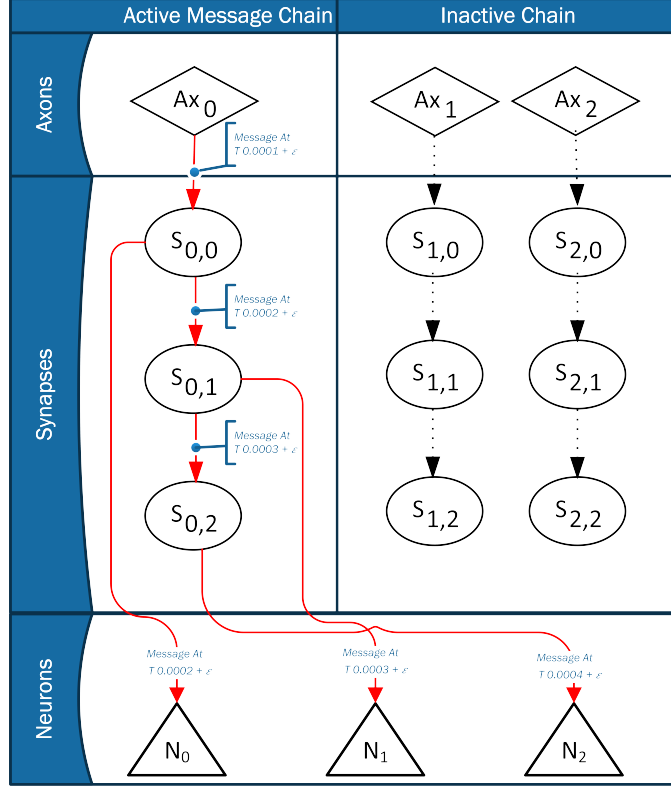 Active Message Chain
Inactive Chain
Axons
Ax0
Ax1
Ax2
Message At
T 0.0001 + ε
Synapses
S0,0
S1,0
S2,0
Message At
T 0.0002 + ε
S0,1
S1,1
S2,1
Message At
T 0.0003 + ε
S0,2
S1,2
S2,2
Neurons
Message At
T 0.0002 + ε
Message At
T 0.0003 + ε
Message At
T 0.0004 + ε
N0
N1
N2